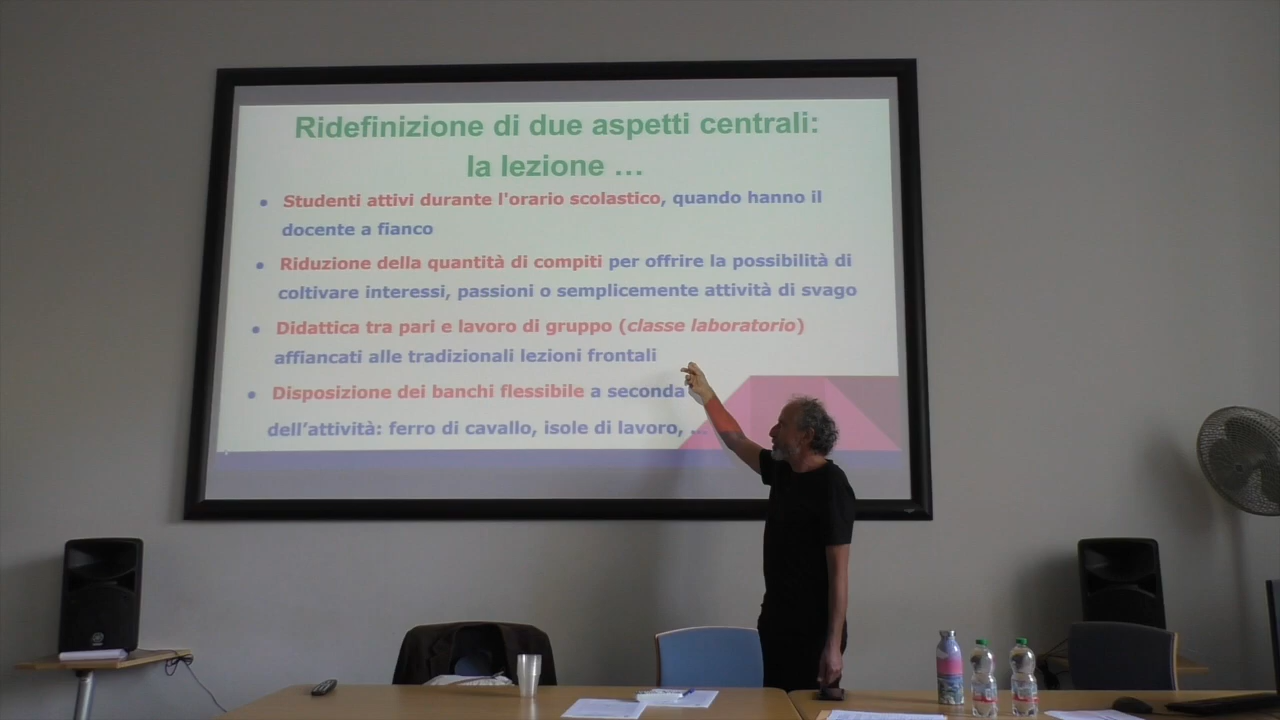 Ridefinizione di due aspetti centrali:
la lezione …
• Studenti attivi durante l'orario scolastico, quando hanno il
docente a fianco
• Riduzione della quantità di compiti per offrire la possibilità di
coltivare interessi, passioni o semplicemente attività di svago
• Didattica tra pari e lavoro di gruppo (classe laboratorio)
affiancati alle tradizionali lezioni frontali
• Disposizione dei banchi flessibile a seconda
dell’attività: ferro di cavallo, isole di lavoro, …